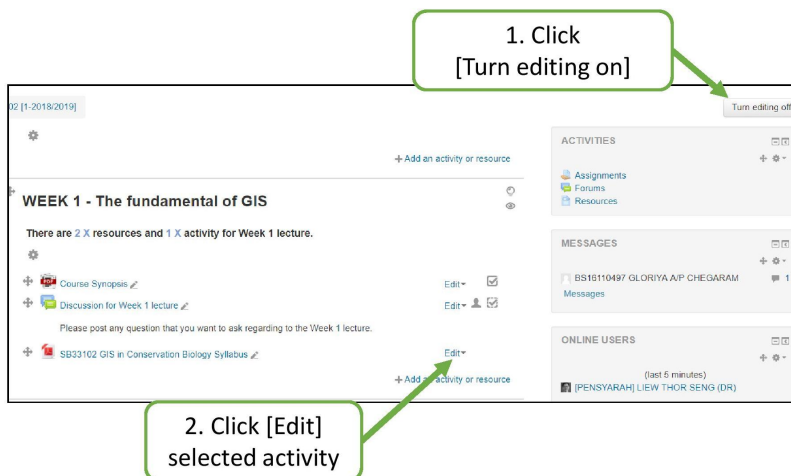 1. Click
[Turn editing on]
02 [1-2018/2019]
Turn editing off
Add an activity or resource
WEEK 1 - The fundamental of GIS
There are 2 X resources and 1 X activity for Week 1 lecture.
Course Synopsis
Edit
Discussion for Week 1 lecture
Edit
Please post any question that you want to ask regarding to the Week 1 lecture.
SB33102 GIS in Conservation Biology Syllabus
Edit
Add an activity or resource
ACTIVITIES
Assignments
Forums
Resources
MESSAGES
BS16110497 GLORIYA A/P CHEGARAM 1
Messages
ONLINE USERS
(last 5 minutes)
[PENSYARAH] LIEW THOR SENG (DR)
2. Click [Edit]
selected activity